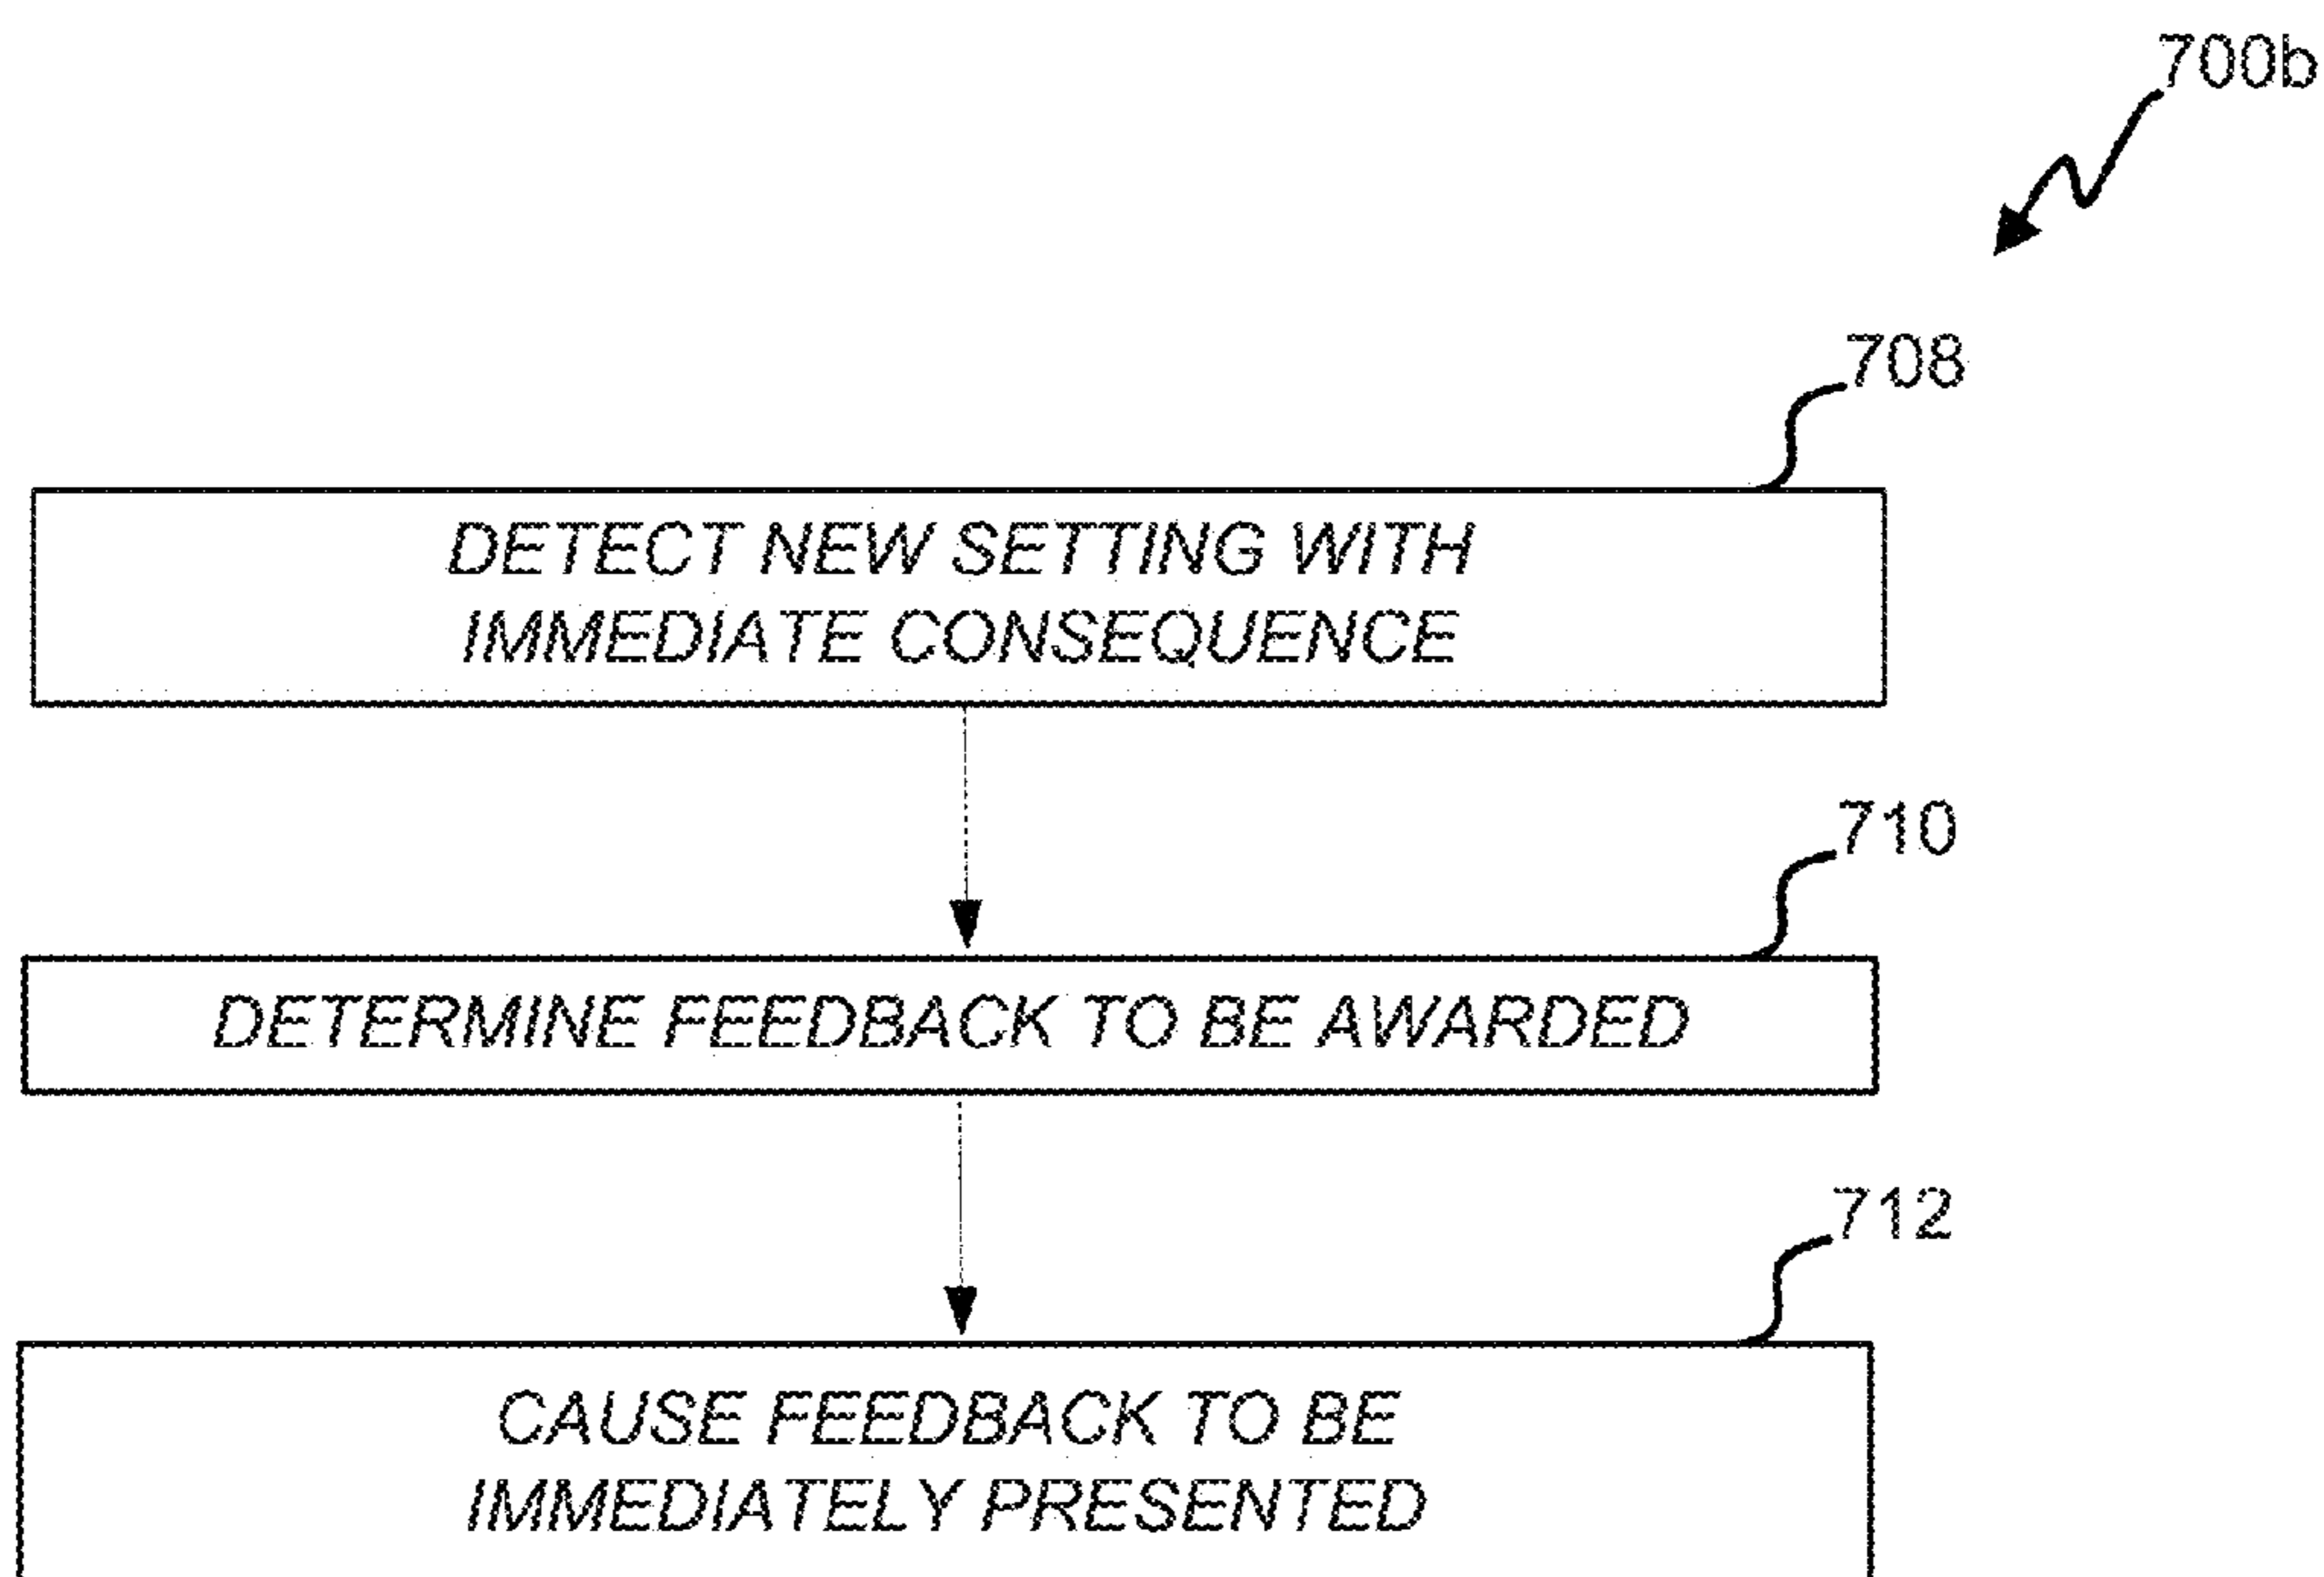 700b
708
DETECT NEW SETTING WITH
IMMEDIATE CONSEQUENCE
710
DETERMINE FEEDBACK TO BE AWARDED
712
CAUSE FEEDBACK TO BE
IMMEDIATELY PRESENTED